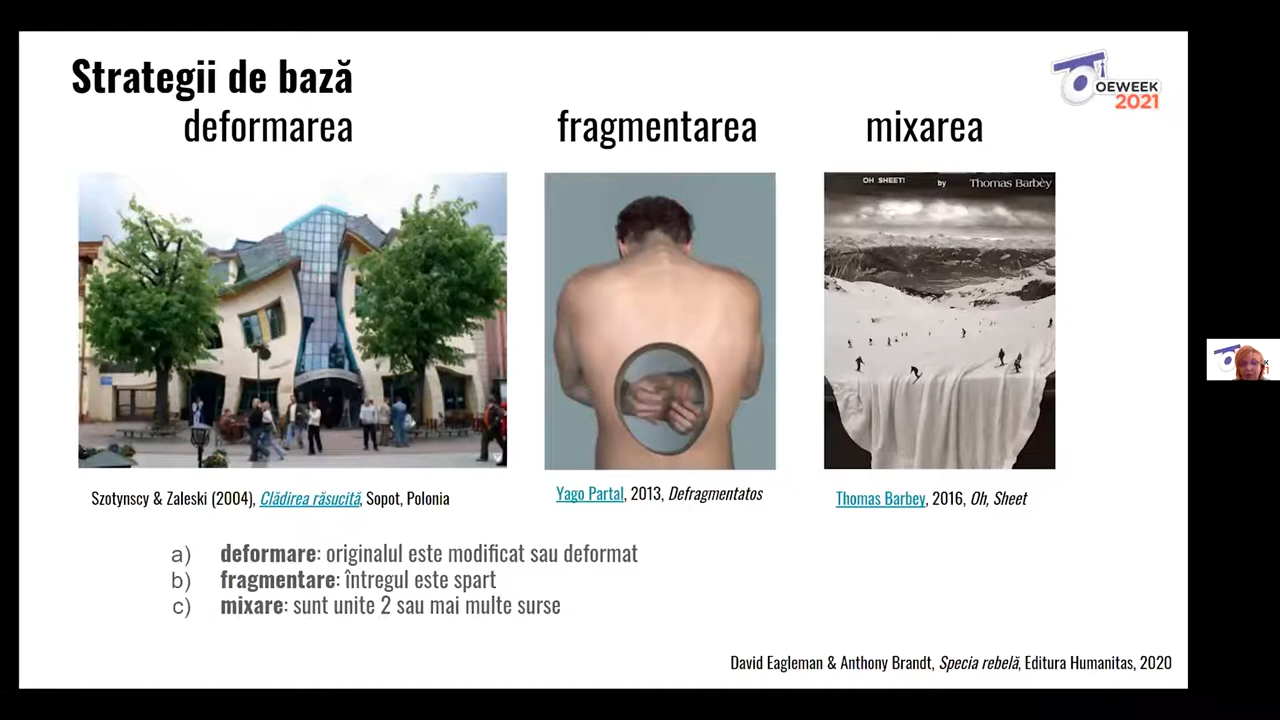 Strategii de bază
OEWEEK
2021
deformarea
fragmentarea
mixarea
OH SHEET! by Thomas Barbèy
Szotynscy & Zaleski (2004), Clădirea răsucită, Sopot, Polonia
Yago Partal, 2013, Defragmentatos
Thomas Barbey, 2016, Oh, Sheet
a) deformare: originalul este modificat sau deformat
b) fragmentare: întregul este spart
c) mixare: sunt unite 2 sau mai multe surse
David Eagleman & Anthony Brandt, Specia rebelă, Editura Humanitas, 2020